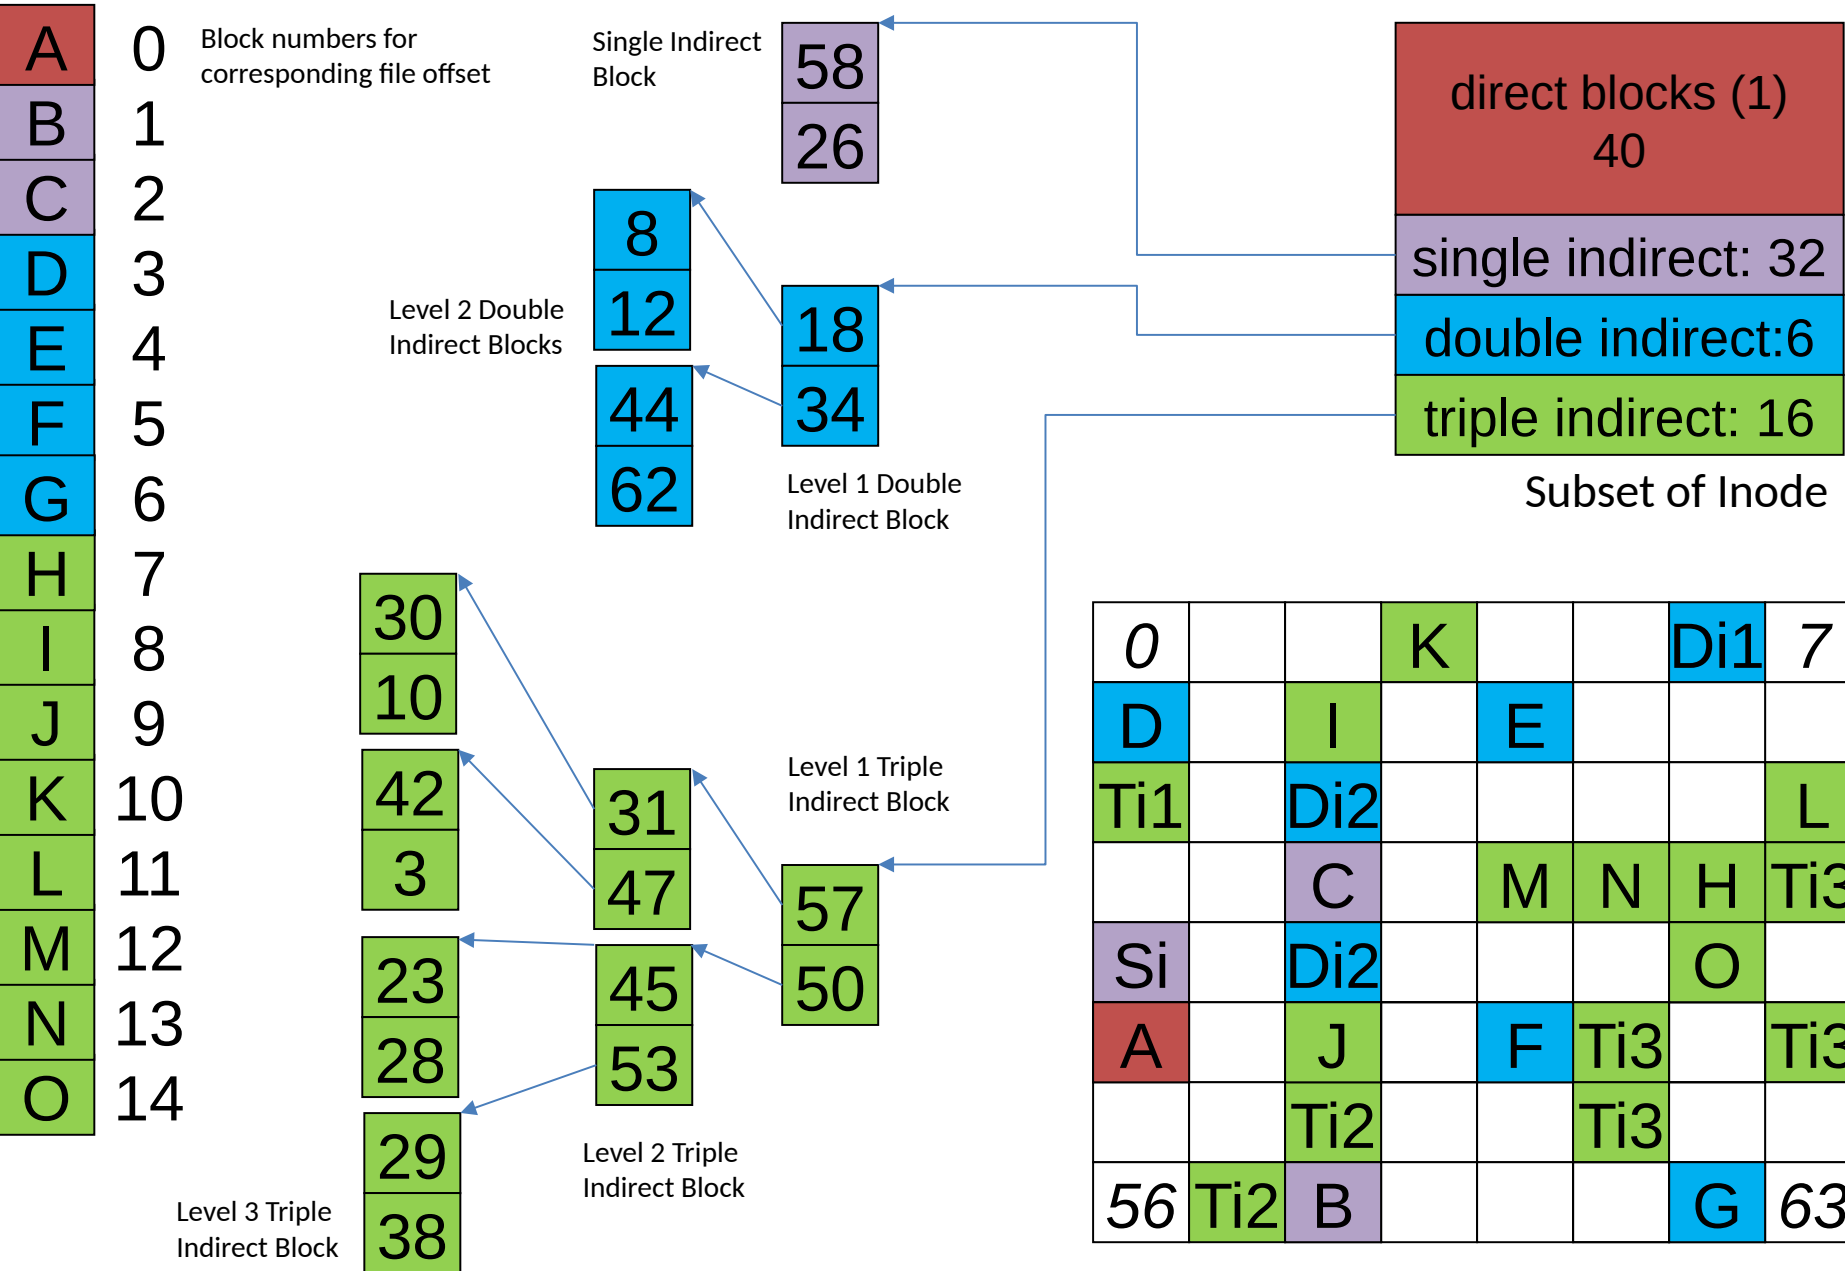 A 0
B 1
C 2
D 3
E 4
F 5
G 6
H 7
I 8
J 9
K 10
L 11
M 12
N 13
O 14
Block numbers for
corresponding file offset
Single Indirect
Block
58
26
8
12
44
62
Level 2 Double
Indirect Blocks
18
34
Level 1 Double
Indirect Block
direct blocks (1)
40
single indirect: 32
double indirect:6
triple indirect: 16
Subset of Inode
30
10
42
3
23
28
29
38
Level 3 Triple
Indirect Block
31
47
45
53
Level 2 Triple
Indirect Block
Level 1 Triple
Indirect Block
57
50
0 K Di1 7
D I E
Ti1 Di2 L
C M N H Ti3
Si Di2 O
A J F Ti3 Ti3
Ti2 Ti3
56 Ti2 B G 63